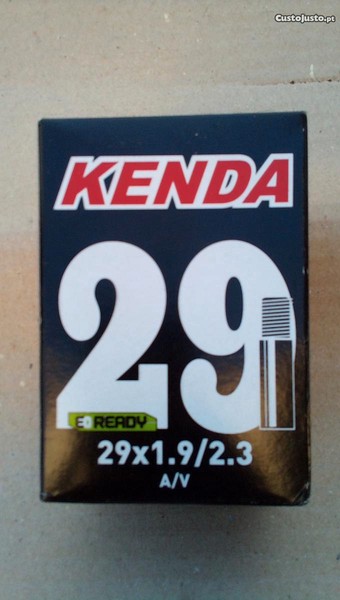 CustoJusto.pt
KENDA
29
READY
29x1.9/2.3
A/V